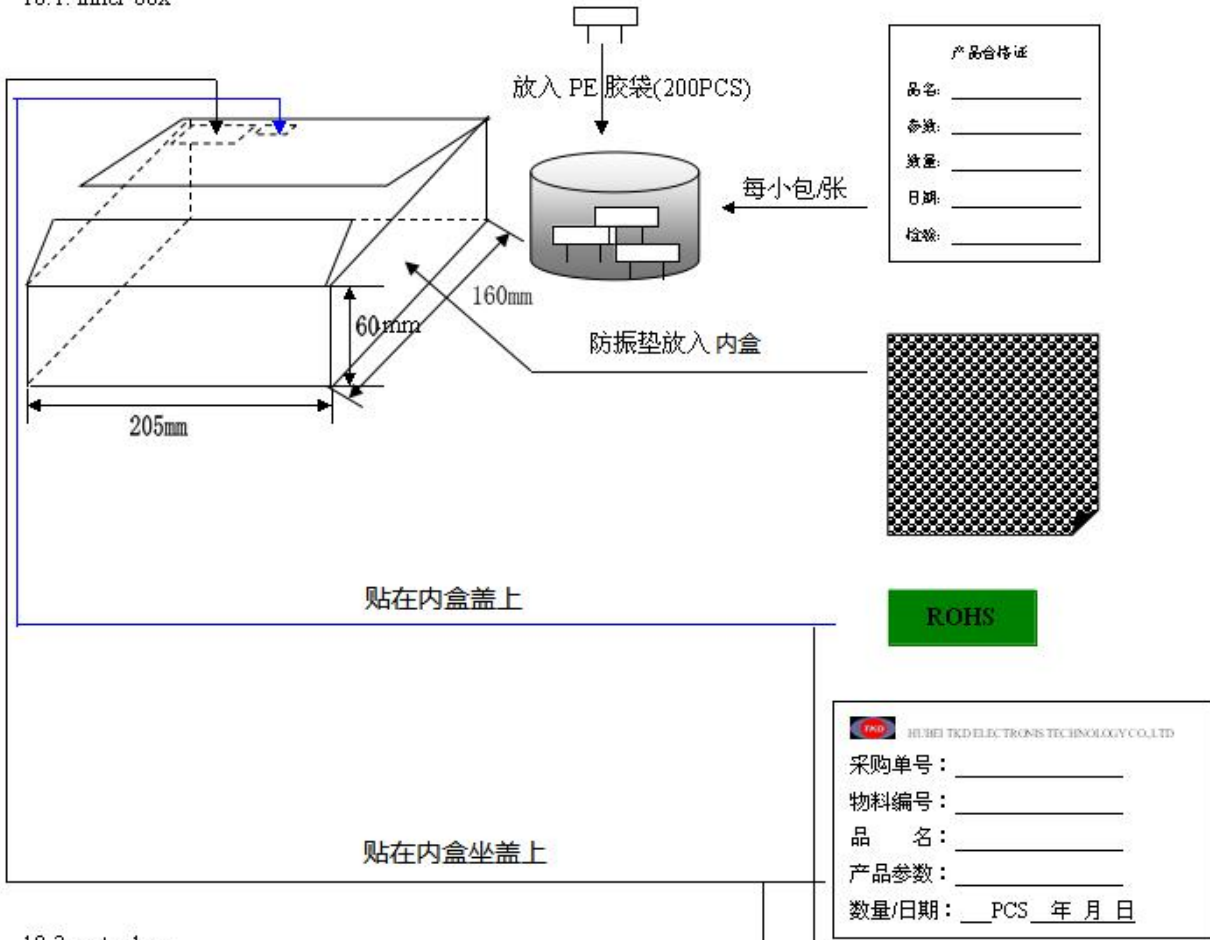 放入 PE 胶袋(200PCS)
产品合格证
品名:
参数:
数量:
日期:
检验:
每小包/张
160mm
60mm
防振垫放入 内盒
205mm
贴在内盒盖上
ROHS
TKD HUBEI TKD ELECTRONIS TECHNOLOGY CO,.LTD
采购单号：
物料编号：
品 名：
贴在内盒坐盖上
产品参数：
数量/日期： PCS 年 月 日